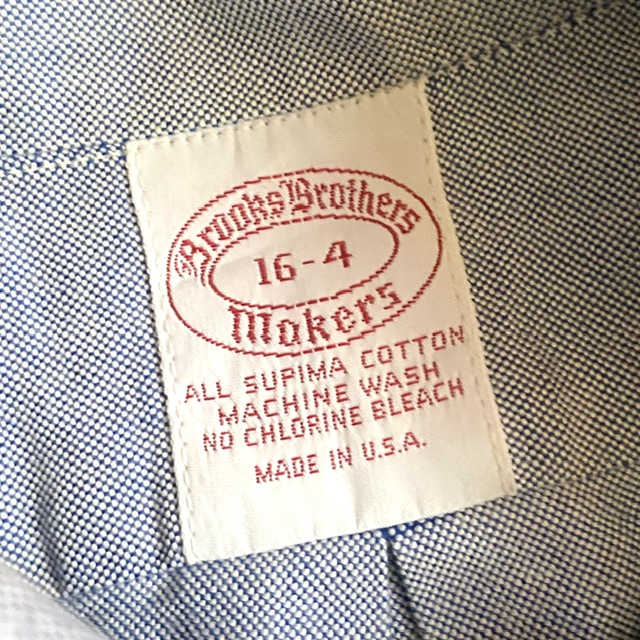 Brooks Brothers
16-4
Makers
ALL SUPIMA COTTON
MACHINE WASH
NO CHLORINE BLEACH
MADE IN U.S.A.